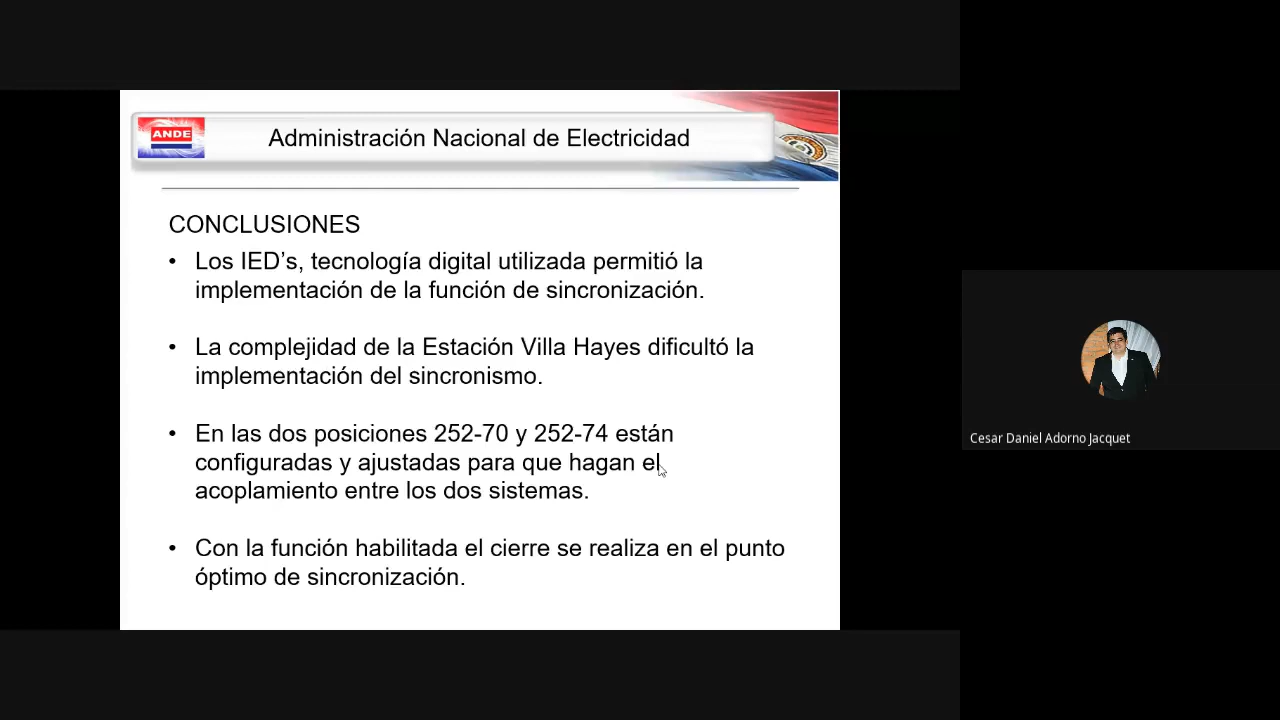 ANDE
Administración Nacional de Electricidad
CONCLUSIONES
• Los IED’s, tecnología digital utilizada permitió la
implementación de la función de sincronización.
• La complejidad de la Estación Villa Hayes dificultó la
implementación del sincronismo.
• En las dos posiciones 252-70 y 252-74 están
configuradas y ajustadas para que hagan el
acoplamiento entre los dos sistemas.
• Con la función habilitada el cierre se realiza en el punto
óptimo de sincronización.
Cesar Daniel Adorno Jacquet